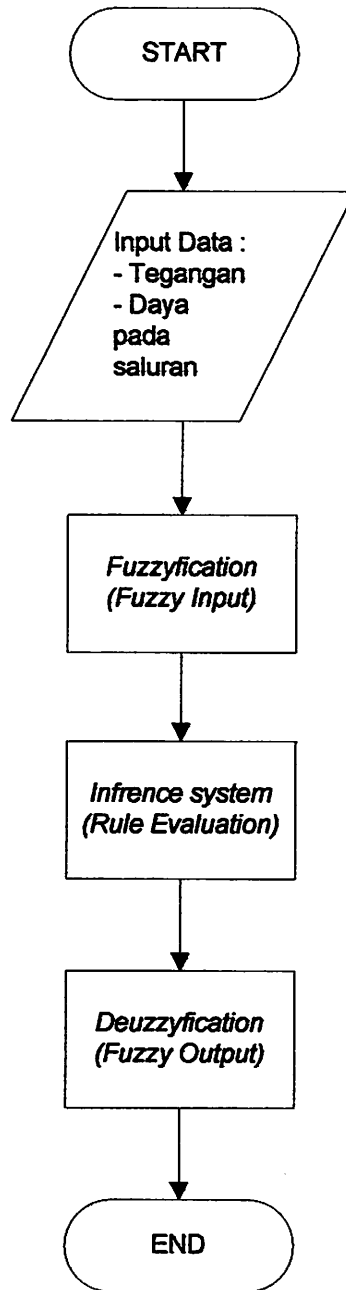 START
Input Data :
- Tegangan
- Daya
pada
saluran
Fuzzyfication
(Fuzzy Input)
Infrence system
(Rule Evaluation)
Deuzzyfication
(Fuzzy Output)
END